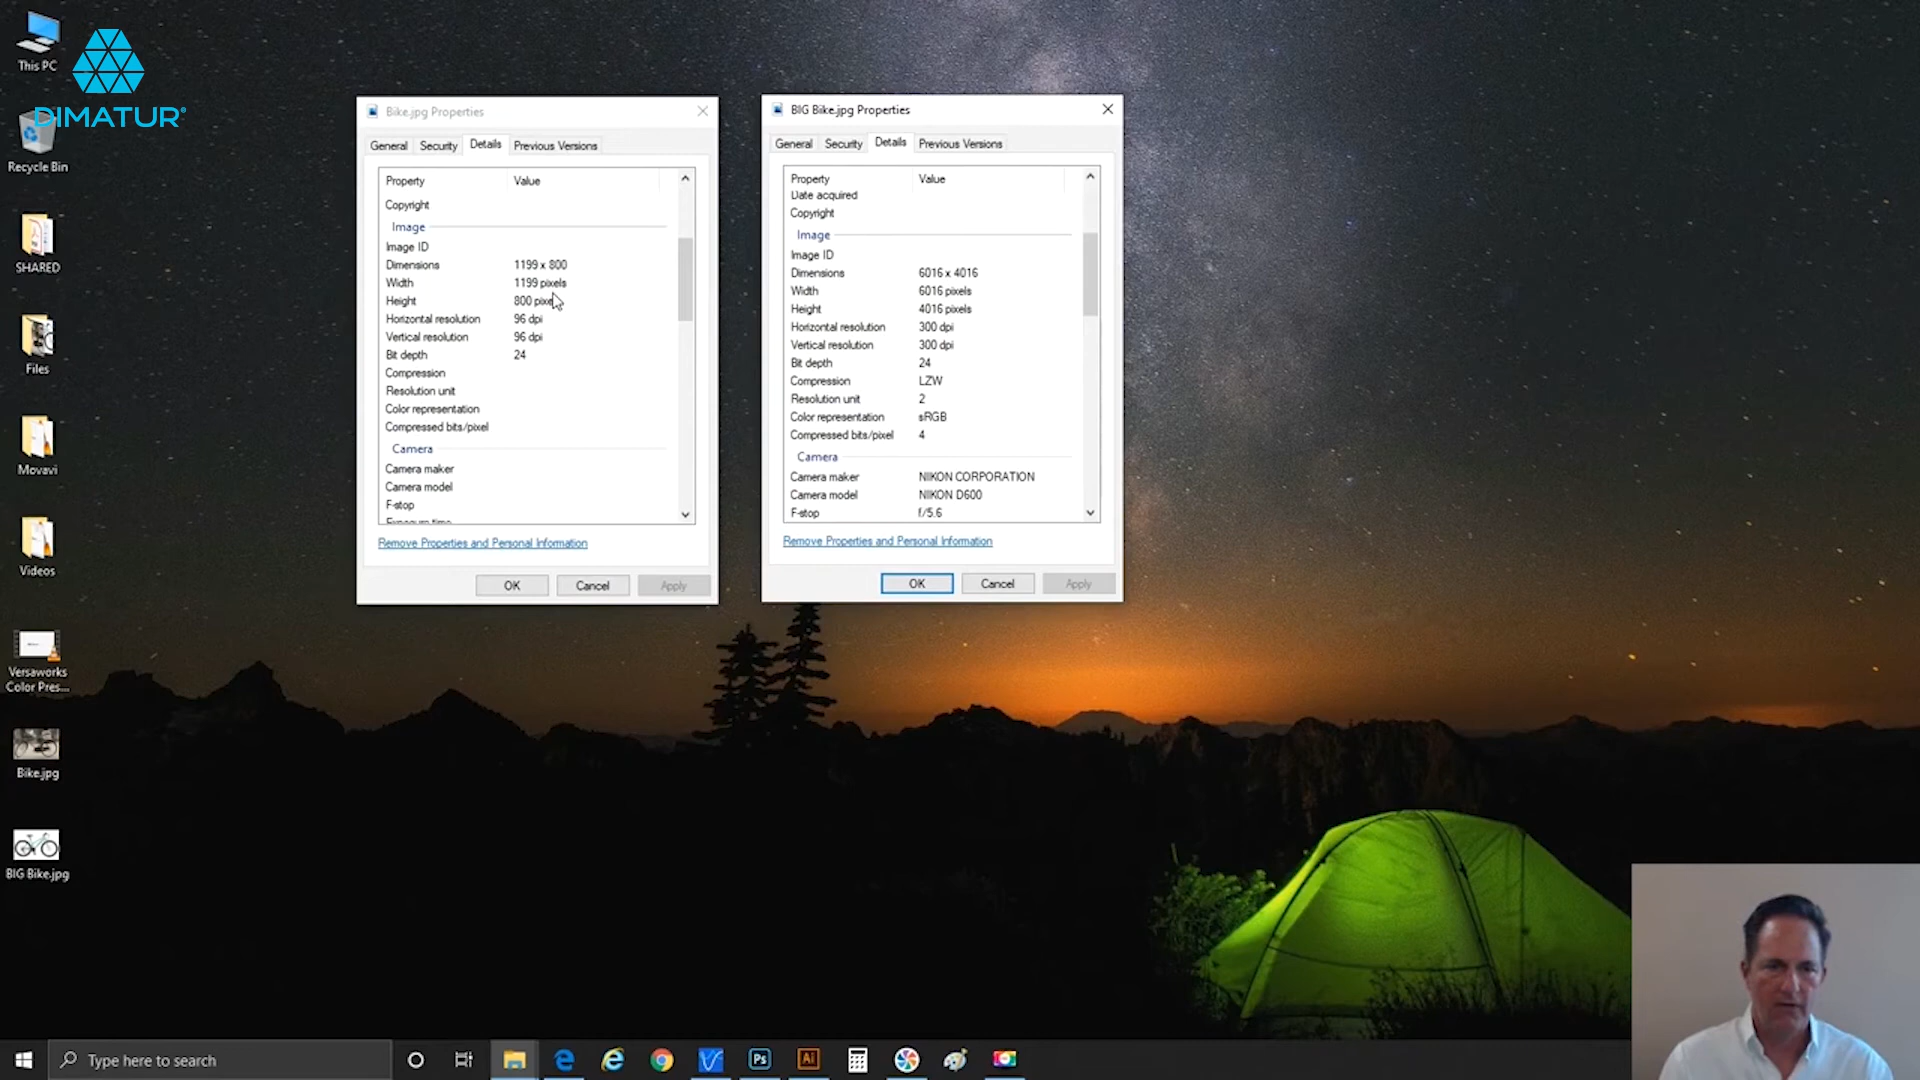 This PC
DIMATUR®
Recycle Bin
SHARED
Files
Movavi
Videos
Versaworks
Color Pres...
Bike.jpg
BIG Bike.jpg
Bike.jpg Properties
General Security Details Previous Versions
Property Value
Copyright
Image
Image ID
Dimensions 1199 x 800
Width 1199 pixels
Height 800
Horizontal resolution 96 dpi
Vertical resolution 96 dpi
Bit depth 24
Compression
Resolution unit
Color representation
Compressed bits/pixel
Camera
Camera maker
Camera model
F-stop
Exposure time
Remove Properties and Personal Information
OK Cancel Apply
BIG Bike.jpg Properties
General Security Details Previous Versions
Property Value
Date acquired
Copyright
Image
Image ID
Dimensions 6016 x 4016
Width 6016 pixels
Height 4016 pixels
Horizontal resolution 300 dpi
Vertical resolution 300 dpi
Bit depth 24
Compression LZW
Resolution unit 2
Color representation sRGB
Compressed bits/pixel 4
Camera
Camera maker NIKON CORPORATION
Camera model NIKON D600
F-stop f/5.6
Remove Properties and Personal Information
OK Cancel Apply
Type here to search
Ps
Ai